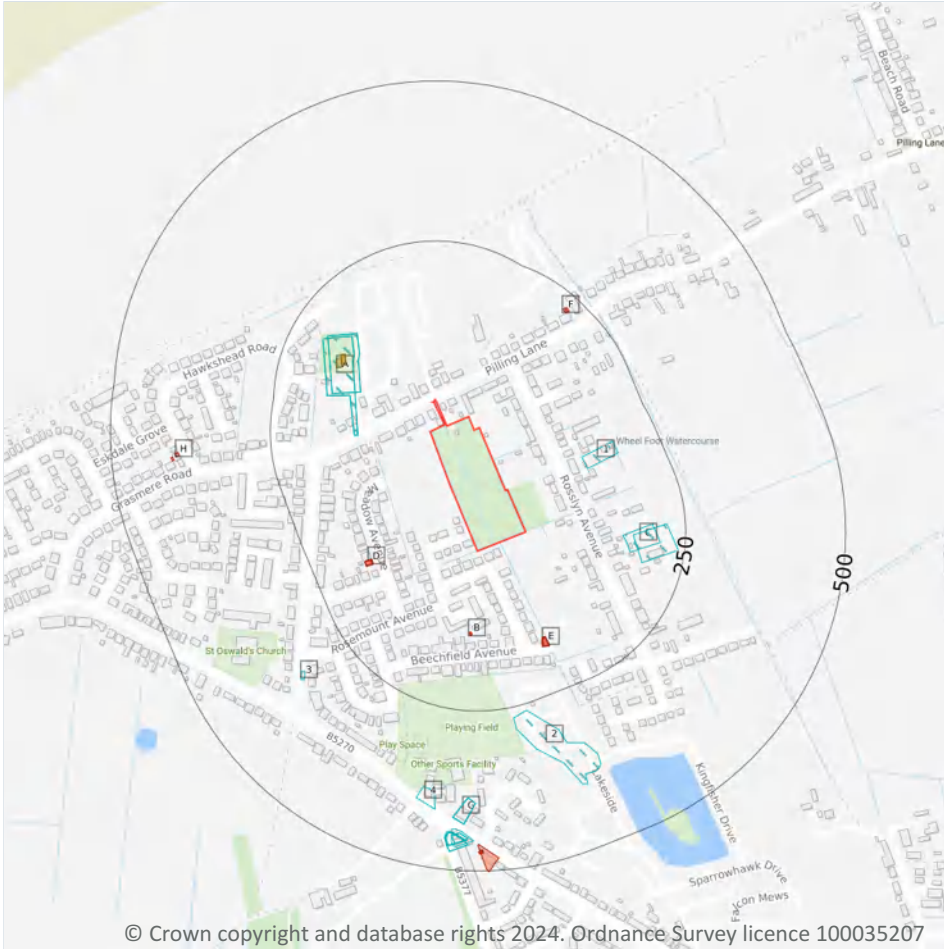 Beach Road
Pilling Lane
F
Hawkshead Road
A
Pilling Lane
Eskdale Grove
H
1
Wheel Foot Watercourse
Grasmere Road
Meadow Avenue
Rosslyn Avenue
D
250
500
Rosemount Avenue
B
E
St Oswald's Church
Beechfield Avenue
3
Playing Field
2
B5270
Play Space
Other Sports Facility
Lakeside
Kingfisher Drive
4
G
B5377
Sparrowhawk Drive
Falcon Mews
© Crown copyright and database rights 2024. Ordnance Survey licence 100035207